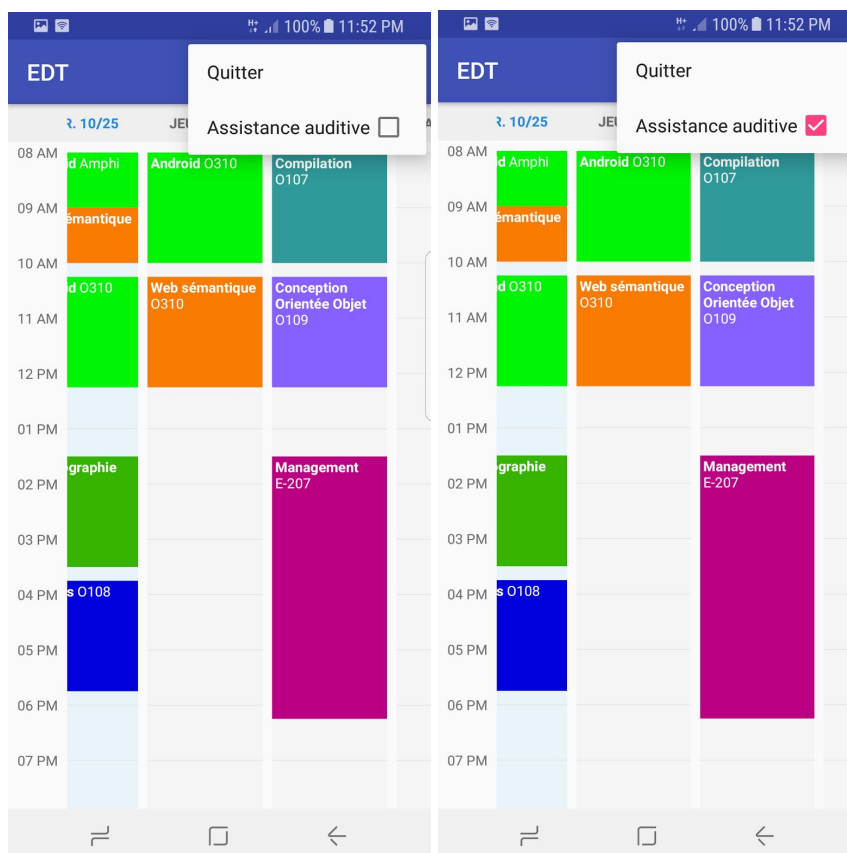 H+ 100% 11:52 PM
EDT
Quitter
Assistance auditive
R. 10/25 JEU
08 AM
d Amphi
Android O310
Compilation
O107
09 AM
émantique
10 AM
d O310
Web sémantique
O310
Conception
Orientée Objet
O109
11 AM
12 PM
01 PM
ographie
Management
E-207
02 PM
03 PM
04 PM
s O108
05 PM
06 PM
07 PM
H+ 100% 11:52 PM
EDT
Quitter
Assistance auditive
R. 10/25 JEU
08 AM
id Amphi
Android O310
Compilation
O107
09 AM
émantique
10 AM
id O310
Web sémantique
O310
Conception
Orientée Objet
O109
11 AM
12 PM
01 PM
graphie
Management
E-207
02 PM
03 PM
04 PM
s O108
05 PM
06 PM
07 PM